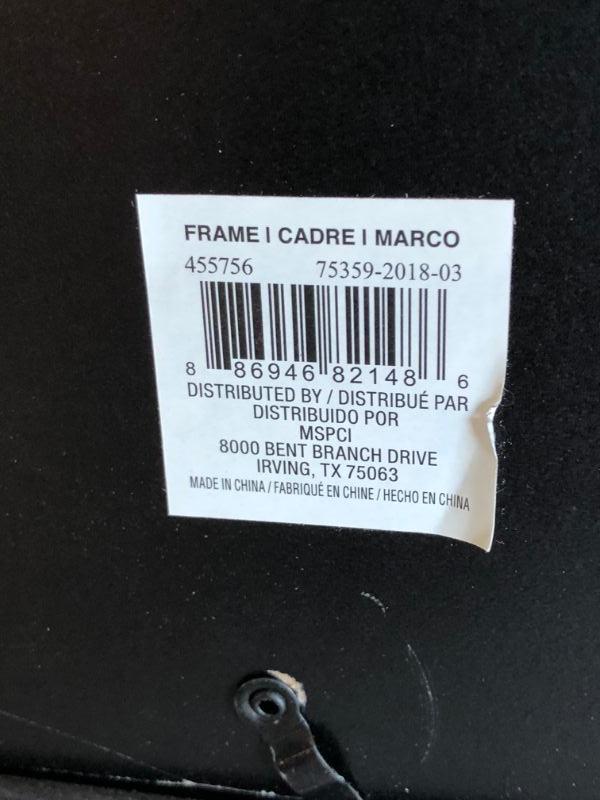 FRAME | CADRE | MARCO
455756 75359-2018-03
8 86946 82148 6
DISTRIBUTED BY / DISTRIBUÉ PAR
DISTRIBUIDO POR
MSPCI
8000 BENT BRANCH DRIVE
IRVING, TX 75063
MADE IN CHINA / FABRIQUÉ EN CHINE / HECHO EN CHINA